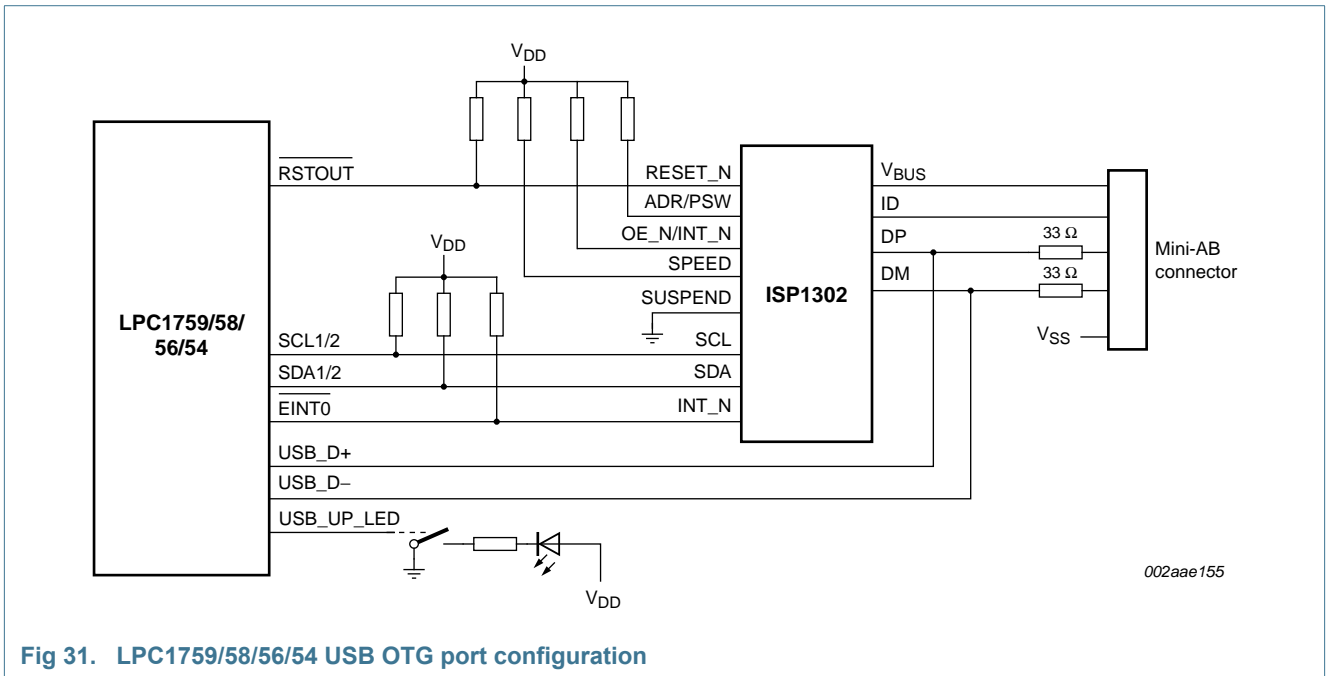 VDD
RSTOUT
RESET_N
ADR/PSW
OE_N/INT_N
SPEED
SUSPEND
SCL
SDA
INT_N
VDD
LPC1759/58/
56/54
SCL1/2
SDA1/2
EINT0
USB_D+
USB_D−
USB_UP_LED
VDD
ISP1302
VBUS
ID
DP
DM
33 Ω
33 Ω
VSS
Mini-AB
connector
002aae155
Fig 31. LPC1759/58/56/54 USB OTG port configuration